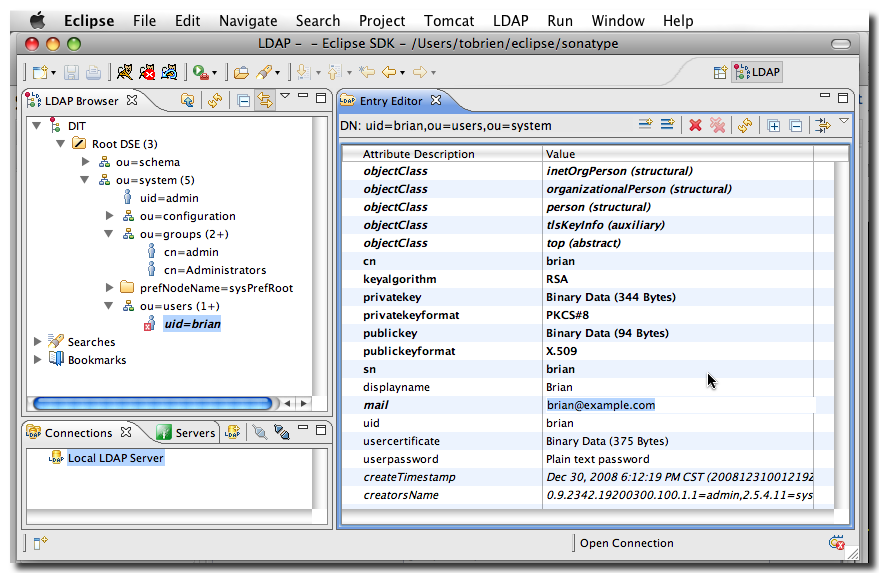 Eclipse File Edit Navigate Search Project Tomcat LDAP Run Window Help
LDAP – – Eclipse SDK – /Users/tobrien/eclipse/sonatype
LDAP
LDAP Browser
DIT
Root DSE (3)
ou=schema
ou=system (5)
uid=admin
ou=configuration
ou=groups (2+)
cn=admin
cn=Administrators
prefNodeName=sysPrefRoot
ou=users (1+)
uid=brian
Searches
Bookmarks
Connections
Servers
LDAP
Local LDAP Server
Entry Editor
DN: uid=brian,ou=users,ou=system
Attribute Description Value
objectClass inetOrgPerson (structural)
objectClass organizationalPerson (structural)
objectClass person (structural)
objectClass tlsKeyInfo (auxiliary)
objectClass top (abstract)
cn brian
keyalgorithm RSA
privatekey Binary Data (344 Bytes)
privatekeyformat PKCS#8
publickey Binary Data (94 Bytes)
publickeyformat X.509
sn brian
displayname Brian
mail brian@example.com
uid brian
usercertificate Binary Data (375 Bytes)
userpassword Plain text password
createTimestamp Dec 30, 2008 6:12:19 PM CST (200812310012192
creatorsName 0.9.2342.19200300.100.1.1=admin,2.5.4.11=sys
Open Connection